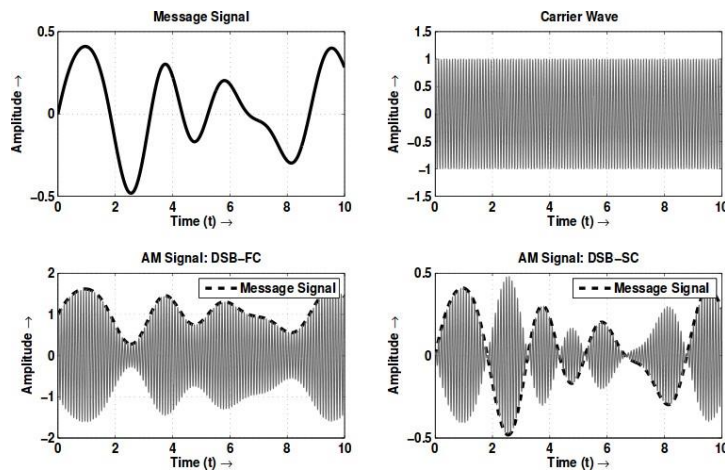 Message Signal
0.5
0
−0.5
Amplitude →
0 2 4 6 8 10
Time (t) →
Carrier Wave
1.5
1
0.5
0
−0.5
−1
−1.5
Amplitude →
0 2 4 6 8 10
Time (t) →
AM Signal: DSB−FC
2
1
0
−1
−2
Amplitude →
Message Signal
0 2 4 6 8 10
Time (t) →
AM Signal: DSB−SC
0.5
0
−0.5
Amplitude →
Message Signal
0 2 4 6 8 10
Time (t) →